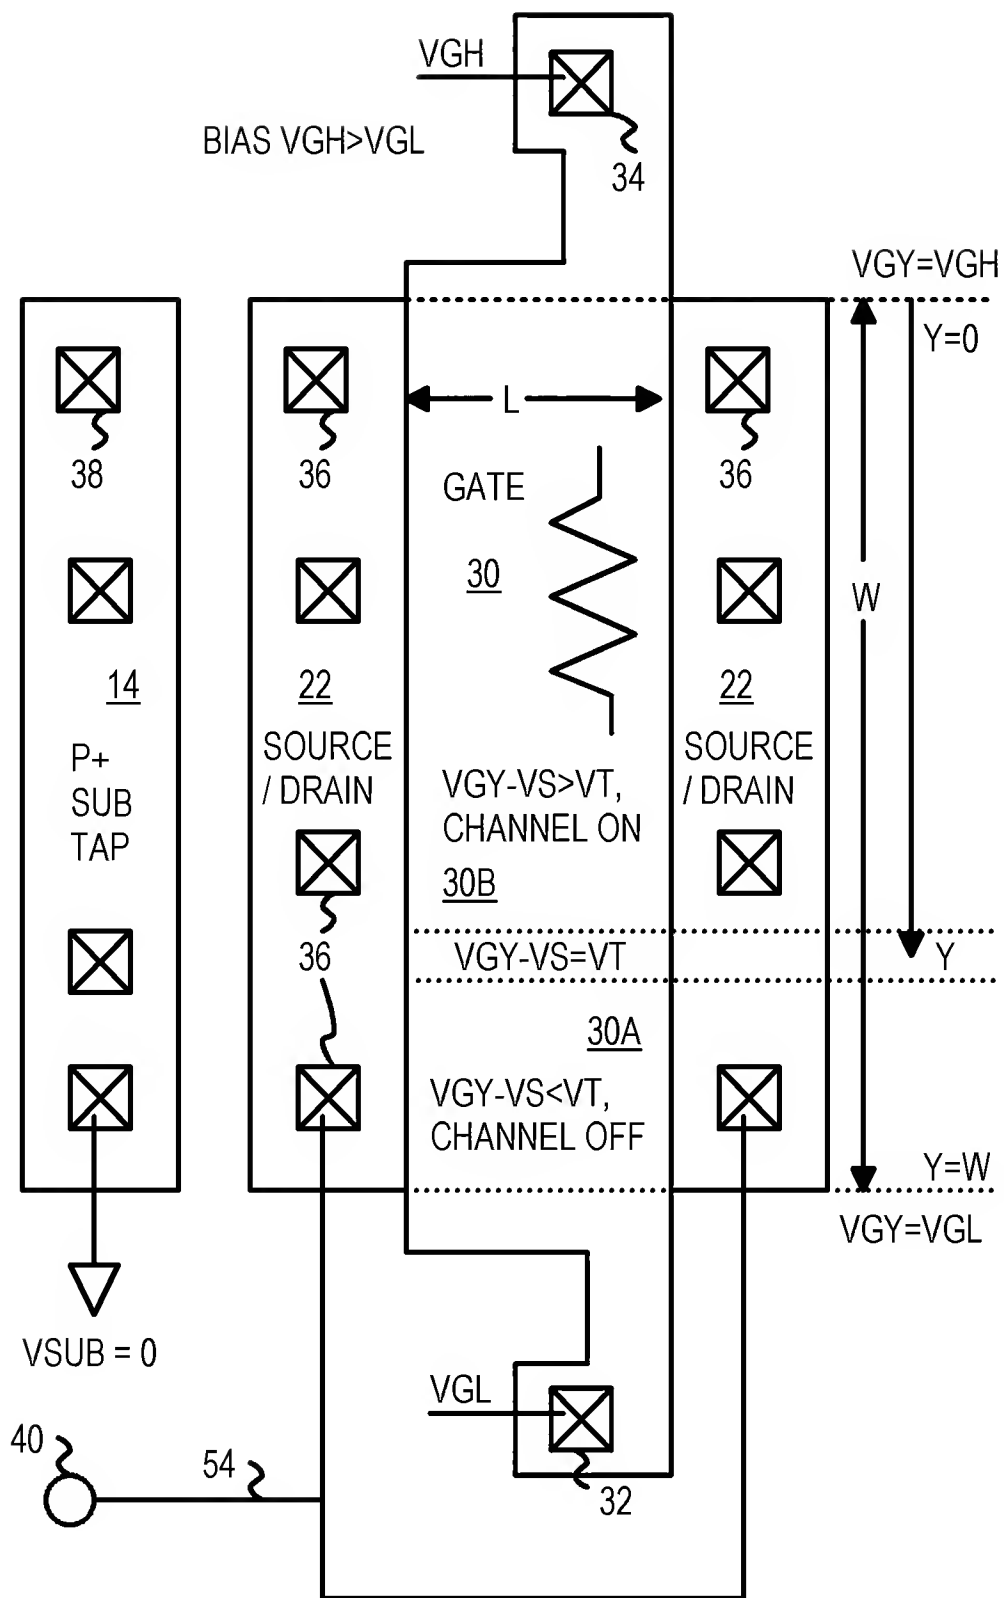 VGH
BIAS VGH>VGL
34
VGY=VGH
Y=0
L
38
36
36
GATE
30
W
14
22
22
P+
SUB
TAP
SOURCE
/ DRAIN
SOURCE
/ DRAIN
VGY-VS>VT,
CHANNEL ON
30B
36
VGY-VS=VT
Y
30A
VGY-VS<VT,
CHANNEL OFF
Y=W
VGY=VGL
VSUB = 0
VGL
40
54
32